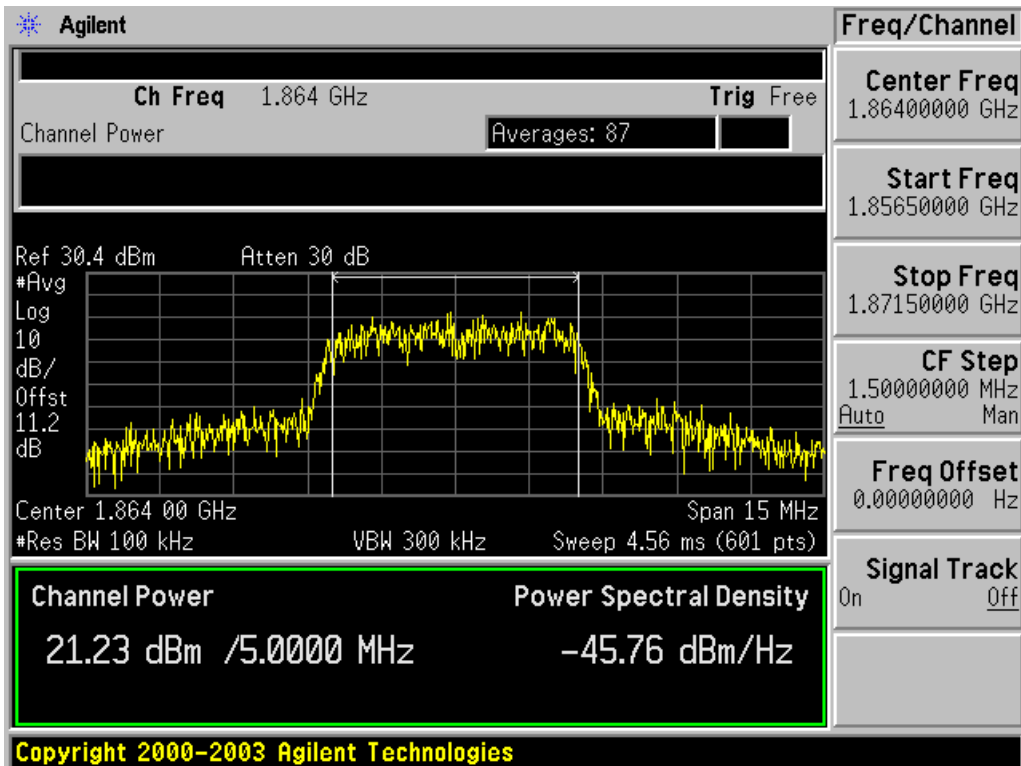 Agilent
Freq/Channel
Ch Freq 1.864 GHz Trig Free
Channel Power Averages: 87
Ref 30.4 dBm Atten 30 dB
#Avg
Log
10
dB/
Offst
11.2
dB
Center 1.864 00 GHz Span 15 MHz
#Res BW 100 kHz VBW 300 kHz Sweep 4.56 ms (601 pts)
Channel Power Power Spectral Density
21.23 dBm /5.0000 MHz -45.76 dBm/Hz
Copyright 2000-2003 Agilent Technologies
Center Freq
1.86400000 GHz
Start Freq
1.85650000 GHz
Stop Freq
1.87150000 GHz
CF Step
1.50000000 MHz
Auto Man
Freq Offset
0.00000000 Hz
Signal Track
On Off